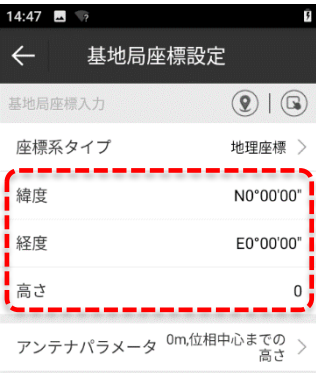 14:47
基地局座標設定
基地局座標入力
座標系タイプ 地理座標
緯度 N0°00'00"
経度 E0°00'00"
高さ 0
アンテナパラメータ 0m,位相中心までの
高さ